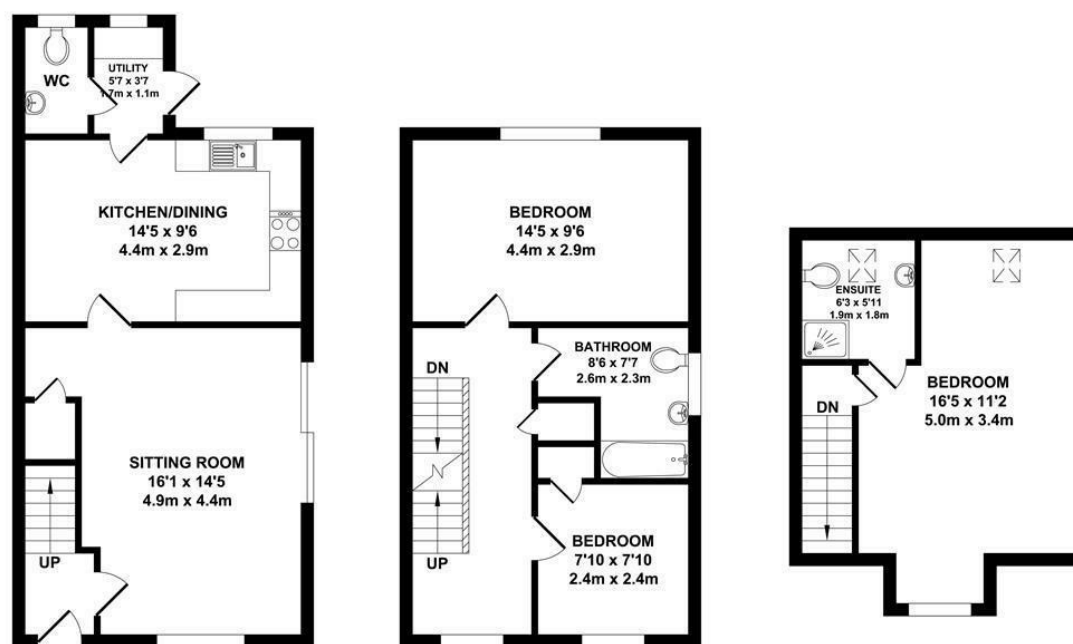 WC
UTILITY
5'7 x 3'7
1.7m x 1.1m
KITCHEN/DINING
14'5 x 9'6
4.4m x 2.9m
SITTING ROOM
16'1 x 14'5
4.9m x 4.4m
UP
BEDROOM
14'5 x 9'6
4.4m x 2.9m
DN
BATHROOM
8'6 x 7'7
2.6m x 2.3m
UP
BEDROOM
7'10 x 7'10
2.4m x 2.4m
ENSUITE
6'3 x 5'11
1.9m x 1.8m
DN
BEDROOM
16'5 x 11'2
5.0m x 3.4m